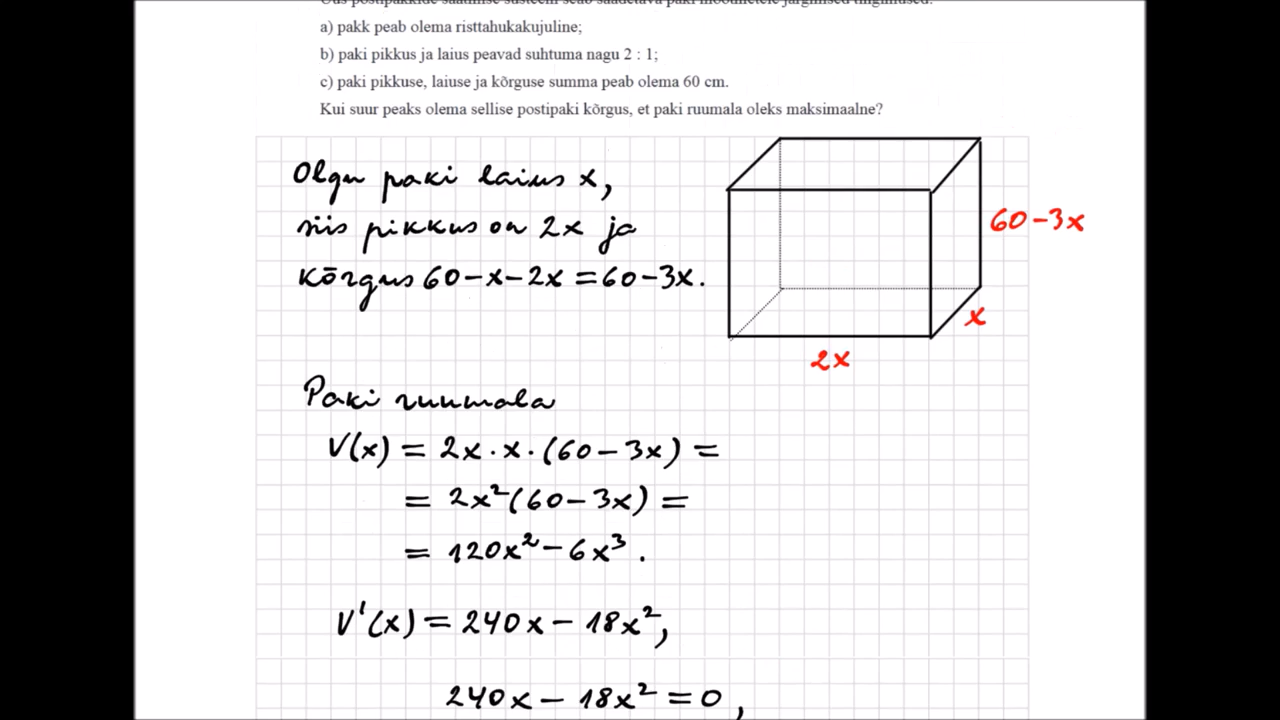 a) pakk peab olema risttahukakujuline;
b) paki pikkus ja laius peavad suhtuma nagu 2 : 1;
c) paki pikkuse, laiuse ja kõrguse summa peab olema 60 cm.
Kui suur peaks olema sellise postipaki kõrgus, et paki ruumala oleks maksimaalne?
Olgu paki laius x,
siis pikkus on 2x ja
kõrgus 60-x-2x = 60-3x.
60-3x
x
2x
Paki ruumala
V(x) = 2x·x·(60-3x) =
= 2x²(60-3x) =
= 120x²-6x³.
V'(x) = 240x - 18x²,
240x - 18x² = 0,